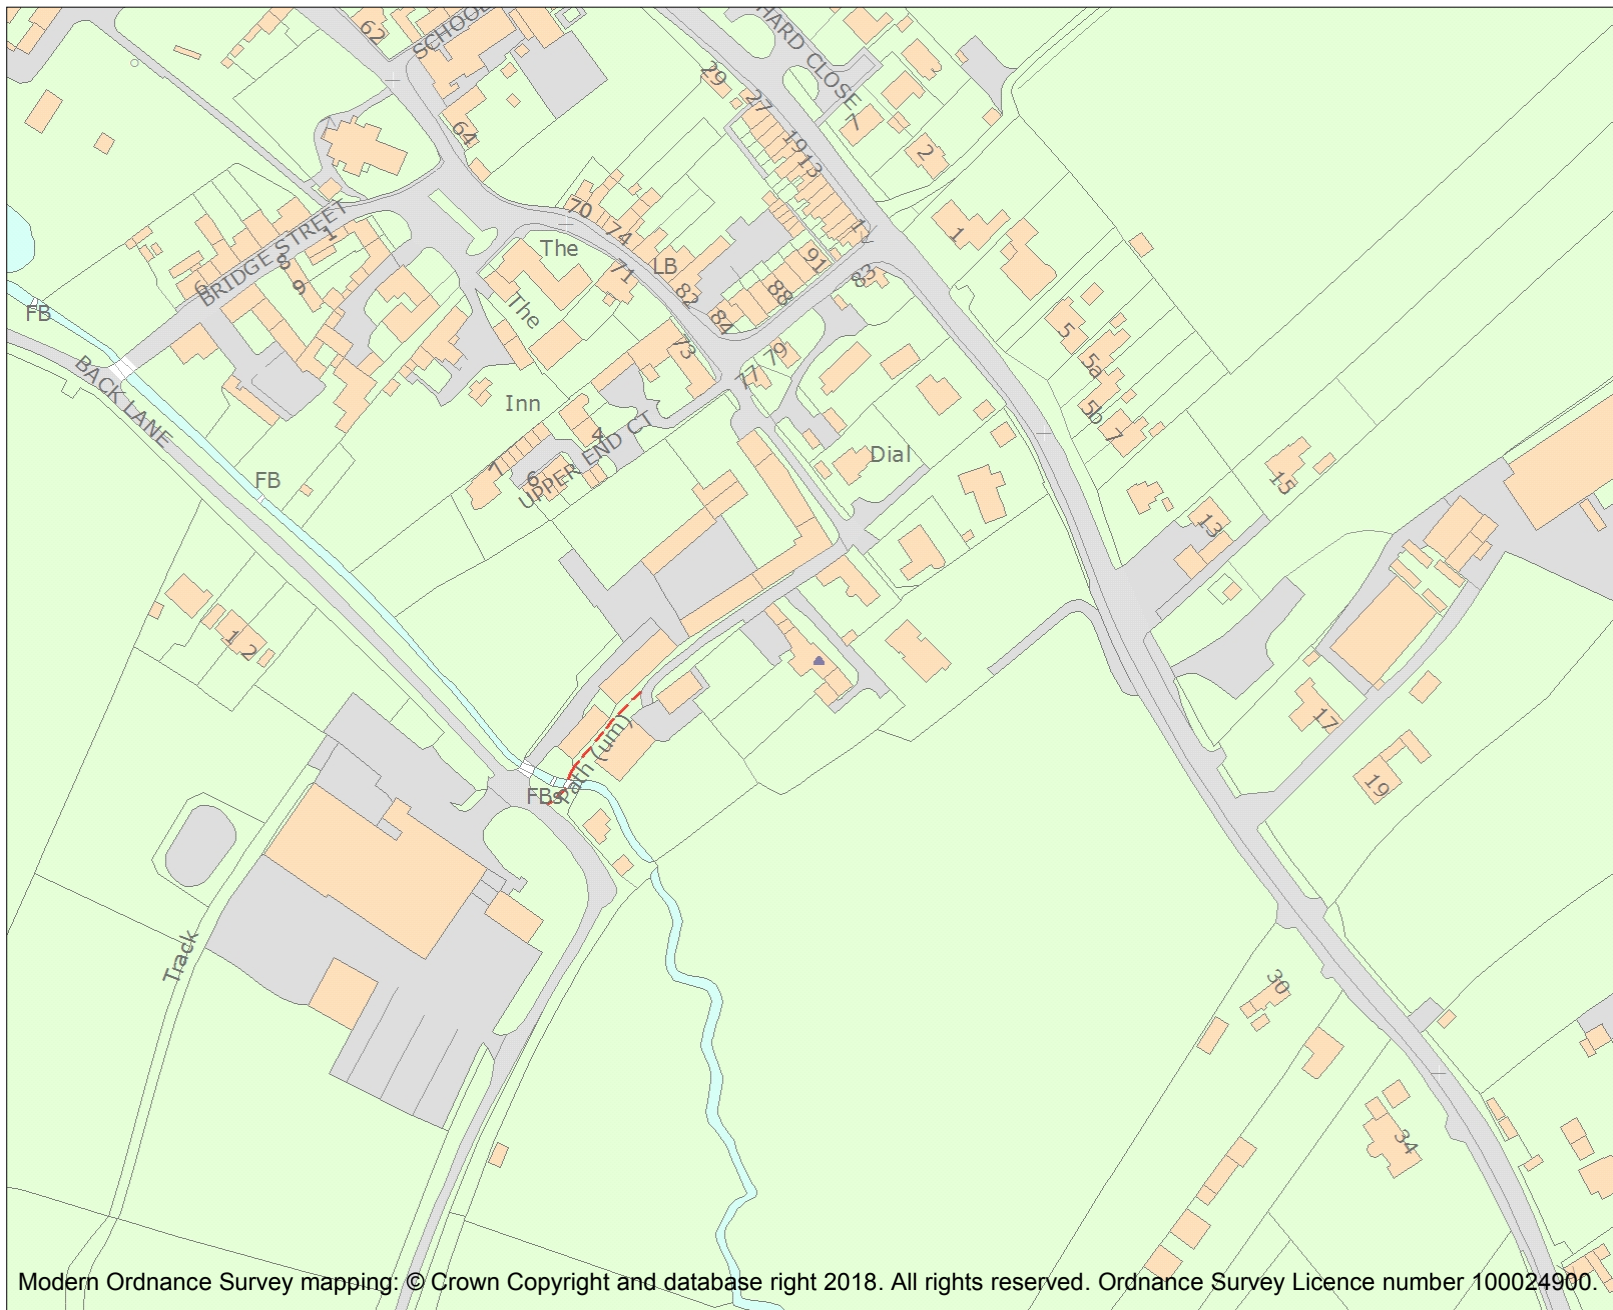 62
SCHOOL
HARD CLOSE
29
27
64
19
13
7
2
70
74
The
1
BRIDGE STREET
1
8
9
6
71
LB
91
82
88
83
84
The
FB
73
79
77
5
5a
5b
7
BACK LANE
Inn
4
7
6
UPPER END CT
Dial
FB
15
13
1
2
Path (um)
17
19
FBs
Track
30
34
Modern Ordnance Survey mapping: © Crown Copyright and database right 2018. All rights reserved. Ordnance Survey Licence number 100024900.